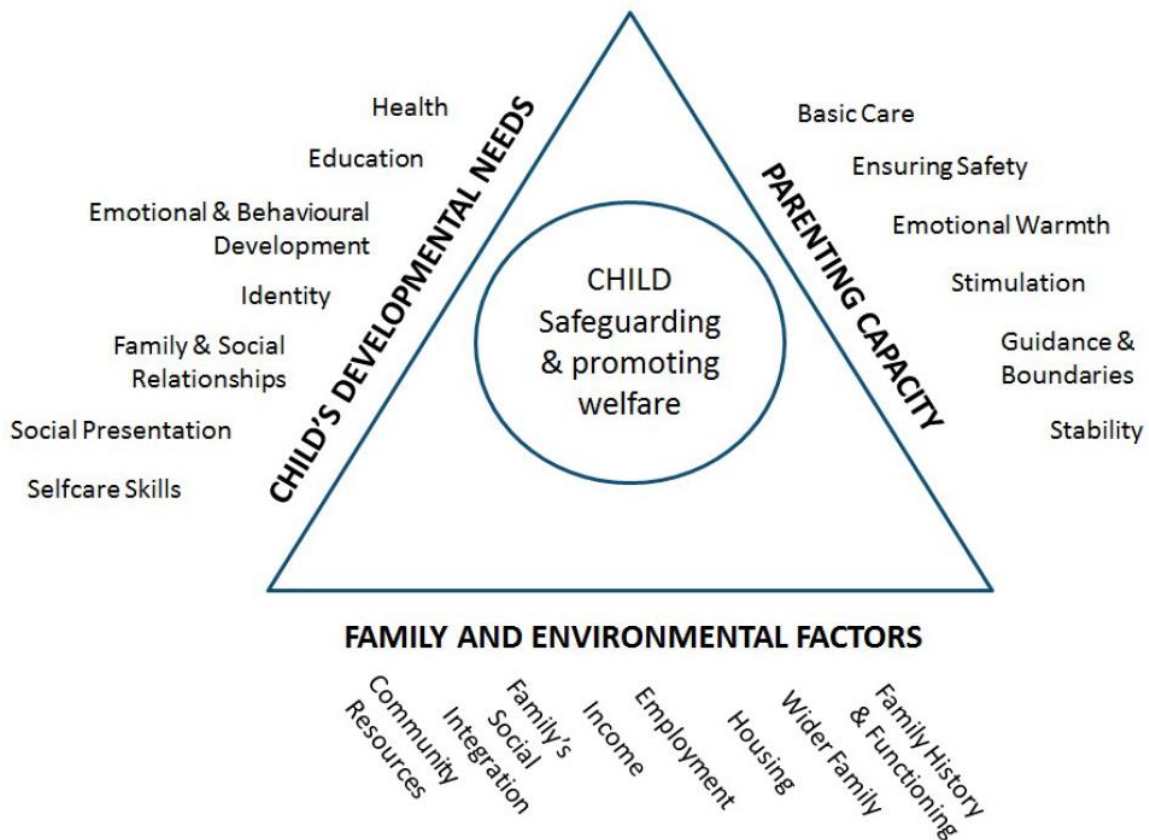 Health
Education
Emotional & Behavioural
Development
Identity
Family & Social
Relationships
Social Presentation
Selfcare Skills
CHILD'S DEVELOPMENTAL NEEDS
CHILD
Safeguarding
& promoting
welfare
PARENTING CAPACITY
Basic Care
Ensuring Safety
Emotional Warmth
Stimulation
Guidance &
Boundaries
Stability
FAMILY AND ENVIRONMENTAL FACTORS
Community
Resources
Family's
Social
Integration
Income
Employment
Housing
Wider Family
Family History
& Functioning